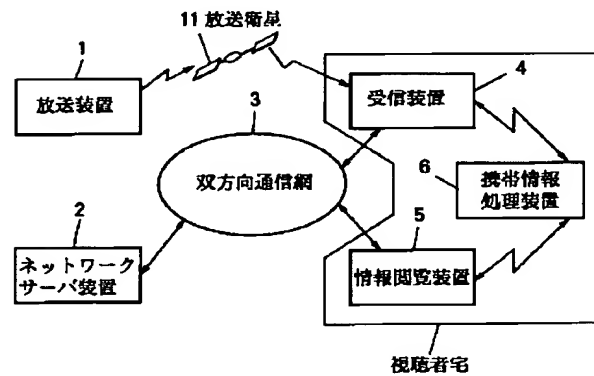 11 放送衛星
1
放送装置
4
受信装置
3
双方向通信網
6
携帯情報
処理装置
2
ネットワーク
サーバ装置
5
情報閲覧装置
視聴者宅